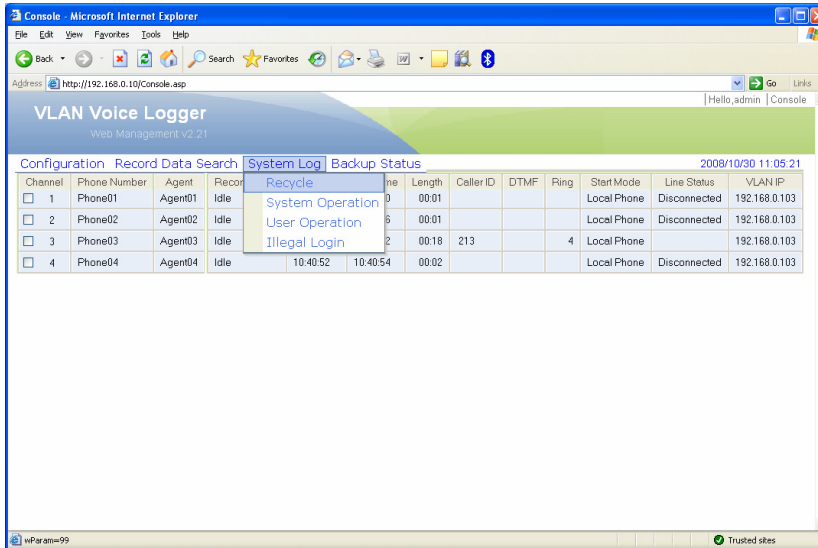 Console - Microsoft Internet Explorer
File Edit View Favorites Tools Help
Back Search Favorites W
Address http://192.168.0.10/Console.asp Go Links
Hello,admin Console
VLAN Voice Logger
Web Management v2.21
Configuration Record Data Search System Log Backup Status 2008/10/30 11:05:21
Channel Phone Number Agent Recor Recycle me Length Caller ID DTMF Ring Start Mode Line Status VLAN IP
1 Phone01 Agent01 Idle System Operation 0 00:01 Local Phone Disconnected 192.168.0.103
2 Phone02 Agent02 Idle User Operation 6 00:01 Local Phone Disconnected 192.168.0.103
3 Phone03 Agent03 Idle Illegal Login 2 00:18 213 4 Local Phone 192.168.0.103
4 Phone04 Agent04 Idle 10:40:52 10:40:54 00:02 Local Phone Disconnected 192.168.0.103
wParam=99 Trusted sites